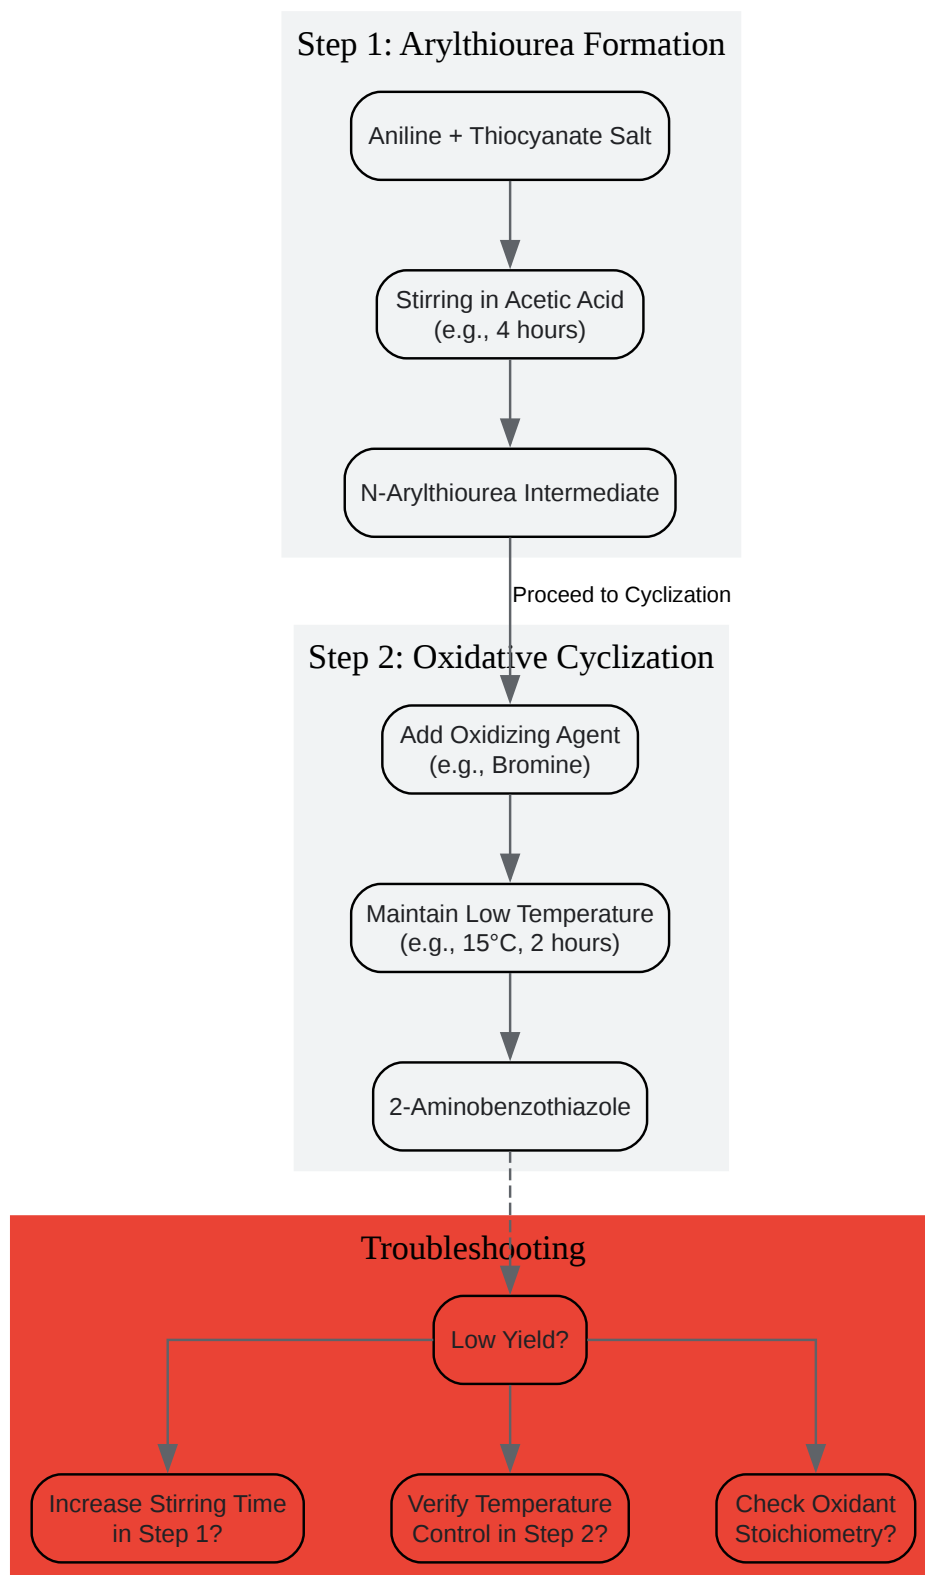 Step 1: Arylthiourea Formation
Aniline + Thiocyanate Salt
Stirring in Acetic Acid
(e.g., 4 hours)
N-Arylthiourea Intermediate
Proceed to Cyclization
Step 2: Oxidative Cyclization
Add Oxidizing Agent
(e.g., Bromine)
Maintain Low Temperature
(e.g., 15°C, 2 hours)
2-Aminobenzothiazole
Troubleshooting
Low Yield?
Increase Stirring Time
in Step 1?
Verify Temperature
Control in Step 2?
Check Oxidant
Stoichiometry?